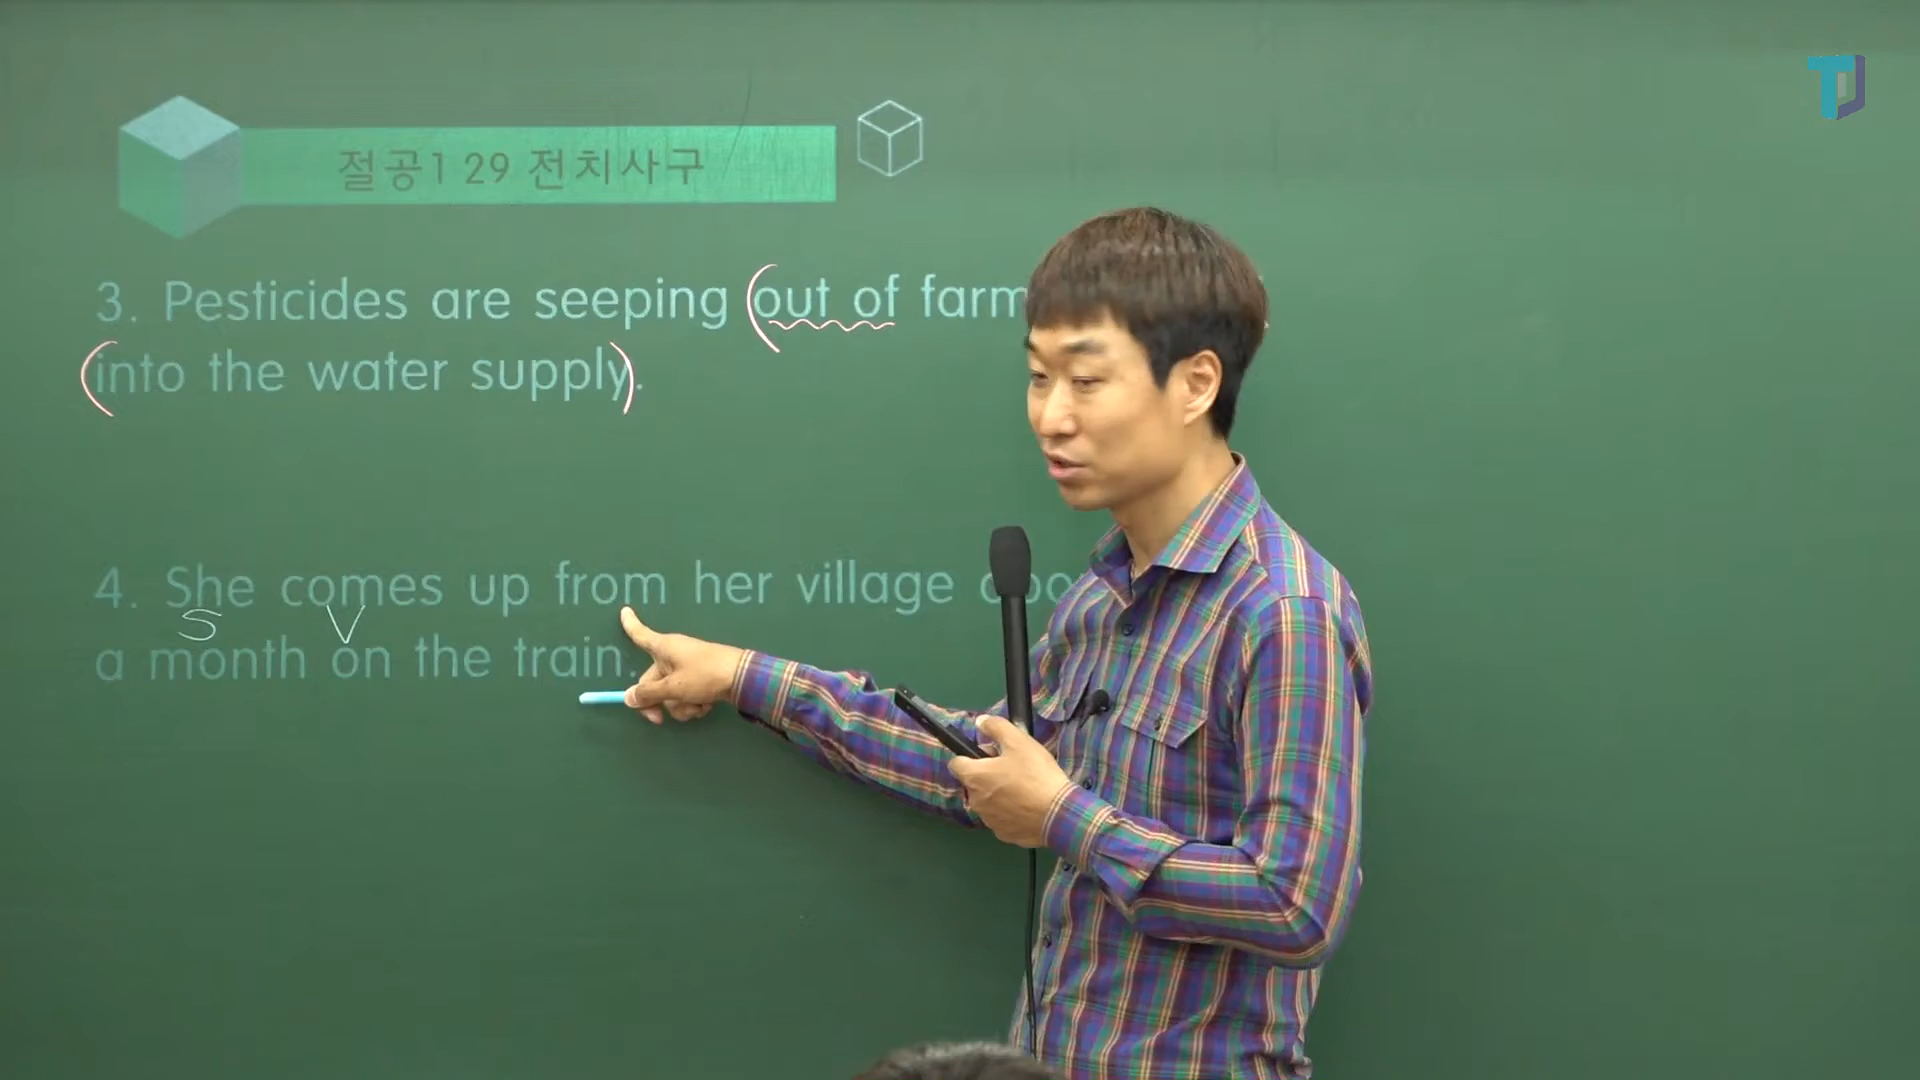 절공1 29 전치사구
3. Pesticides are seeping (out of farm
(into the water supply).
4. She comes up from her village
S V
a month on the train.
TJ